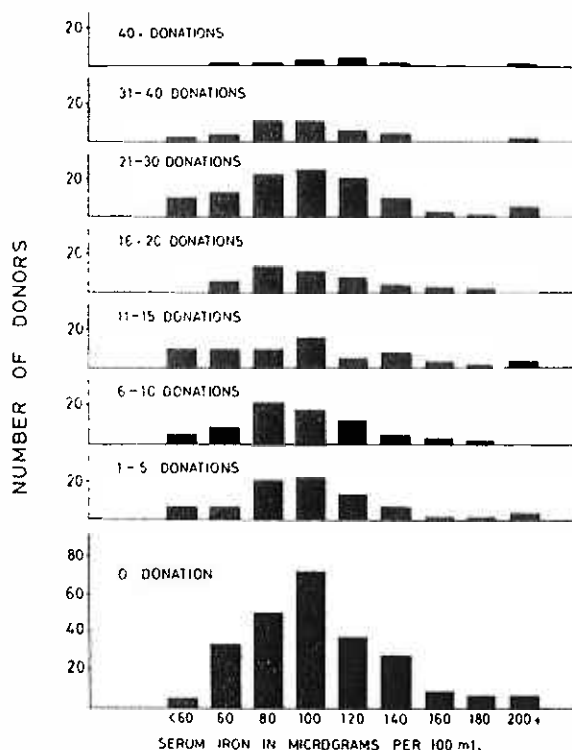 40+ DONATIONS
20
31-40 DONATIONS
20
21-30 DONATIONS
20
16-20 DONATIONS
20
11-15 DONATIONS
20
6-10 DONATIONS
20
1-5 DONATIONS
20
0 DONATION
80
60
40
20
NUMBER OF DONORS
<60 60 80 100 120 140 160 180 200+
SERUM IRON IN MICROGRAMS PER 100 ml.